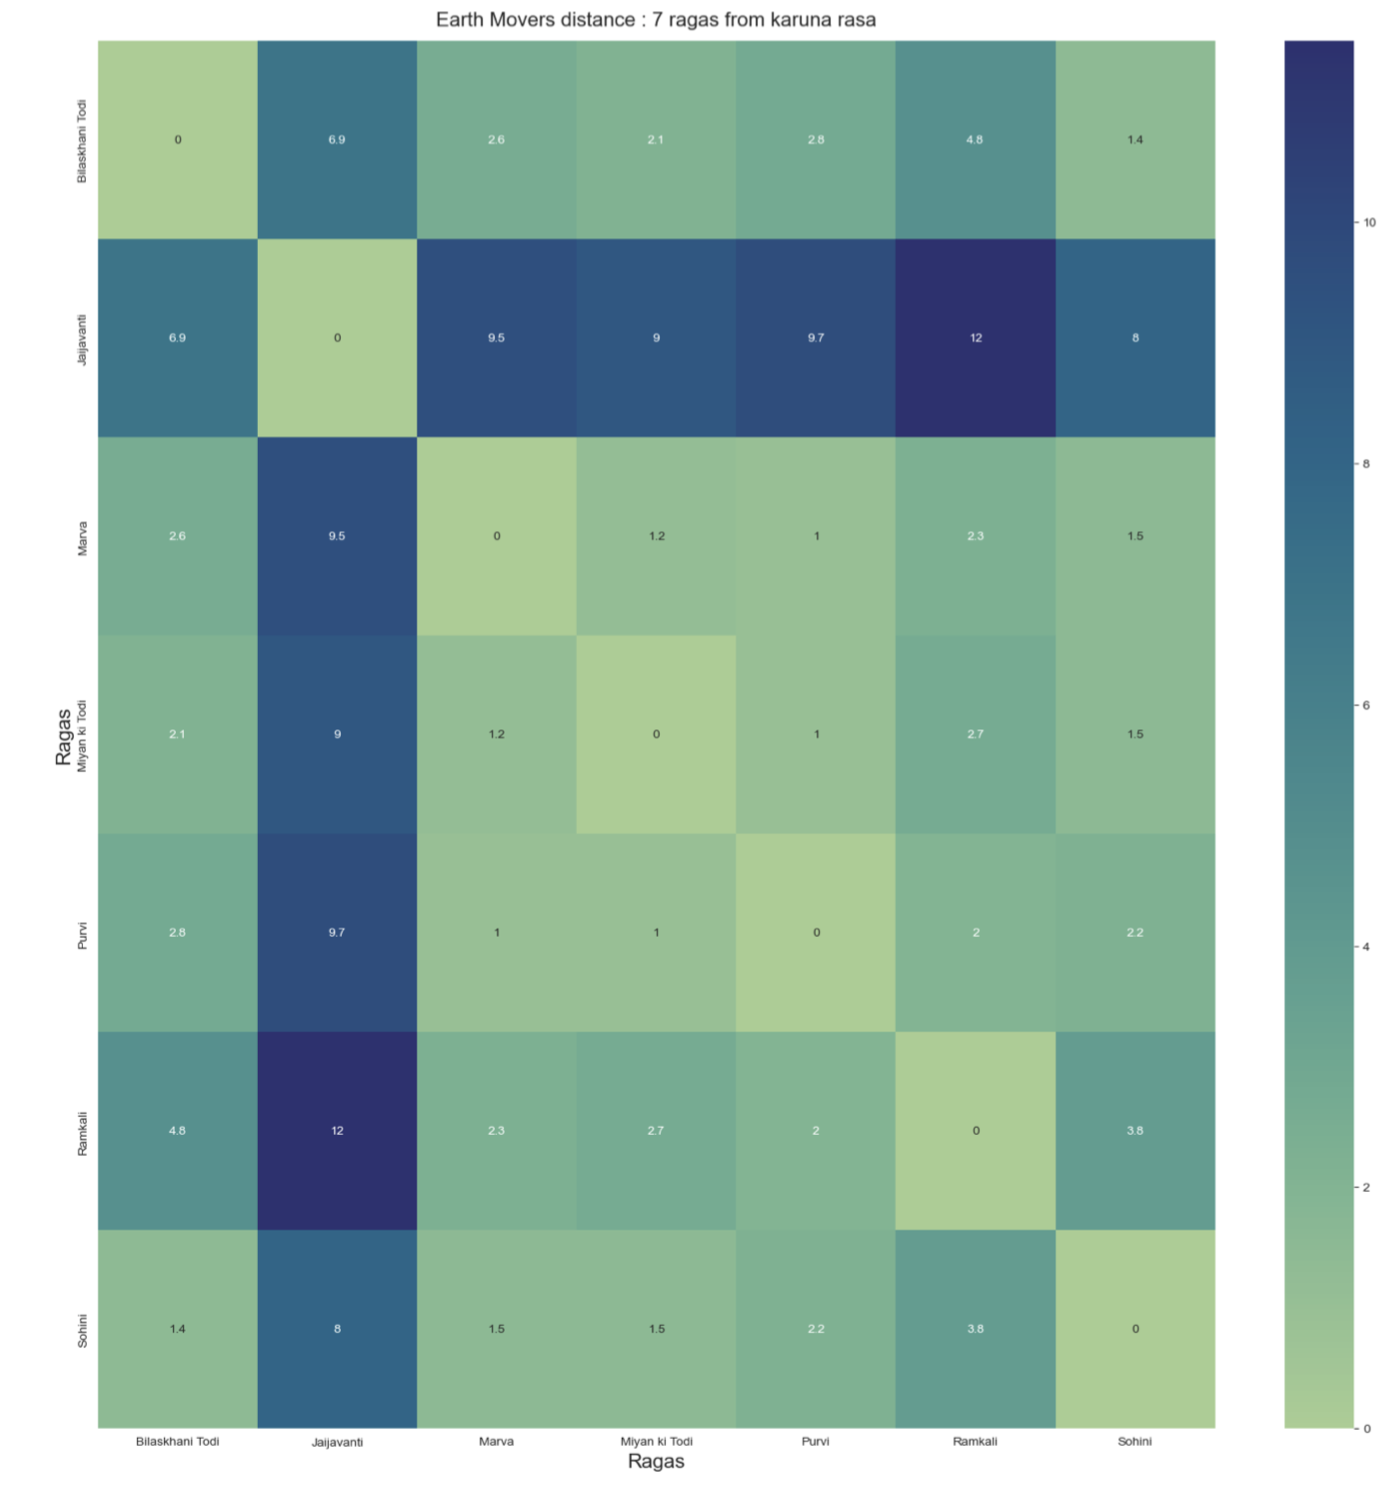 Earth Movers distance : 7 ragas from karuna rasa
Bilaskhani Todi
0 6.9 2.6 2.1 2.8 4.8 1.4
Jaijavanti
6.9 0 9.5 9 9.7 12 8
Marva
2.6 9.5 0 1.2 1 2.3 1.5
Ragas
Miyan ki Todi
2.1 9 1.2 0 1 2.7 1.5
Purvi
2.8 9.7 1 1 0 2 2.2
Ramkali
4.8 12 2.3 2.7 2 0 3.8
Sohini
1.4 8 1.5 1.5 2.2 3.8 0
Bilaskhani Todi Jaijavanti Marva Miyan ki Todi Purvi Ramkali Sohini
Ragas
10
8
6
4
2
0